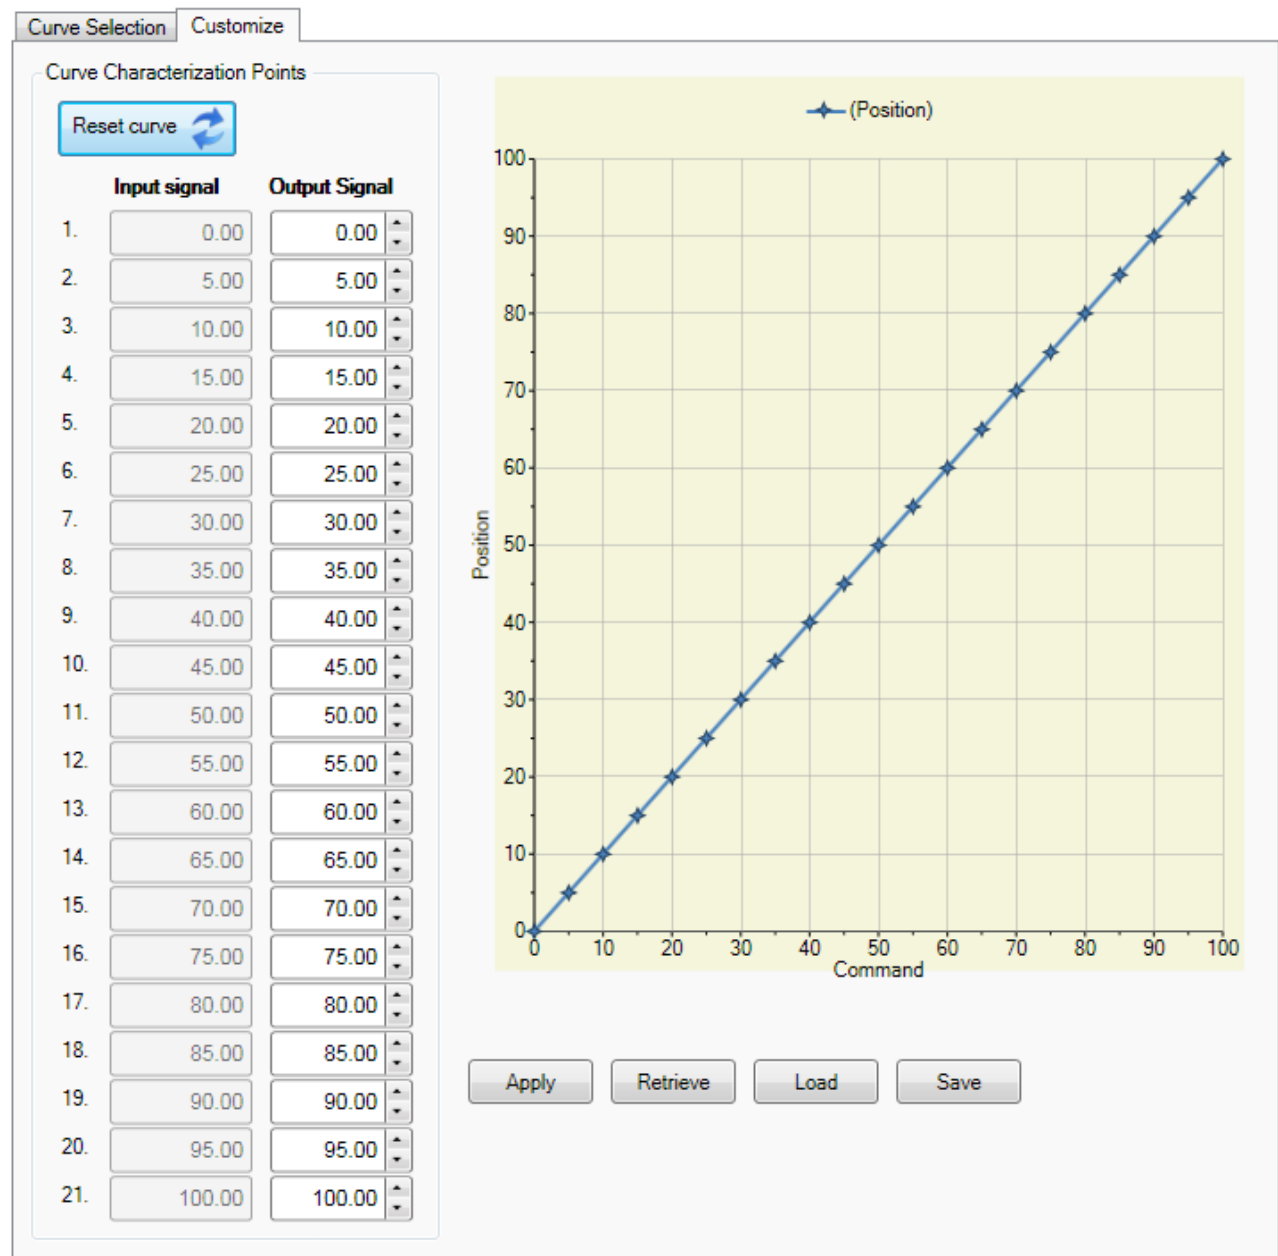 Curve Selection Customize
Curve Characterization Points
Reset curve
Input signal Output Signal
1. 0.00 0.00
2. 5.00 5.00
3. 10.00 10.00
4. 15.00 15.00
5. 20.00 20.00
6. 25.00 25.00
7. 30.00 30.00
8. 35.00 35.00
9. 40.00 40.00
10. 45.00 45.00
11. 50.00 50.00
12. 55.00 55.00
13. 60.00 60.00
14. 65.00 65.00
15. 70.00 70.00
16. 75.00 75.00
17. 80.00 80.00
18. 85.00 85.00
19. 90.00 90.00
20. 95.00 95.00
21. 100.00 100.00
(Position)
100
90
80
70
60
50
40
30
20
10
0
Position
0 10 20 30 40 50 60 70 80 90 100
Command
Apply Retrieve Load Save